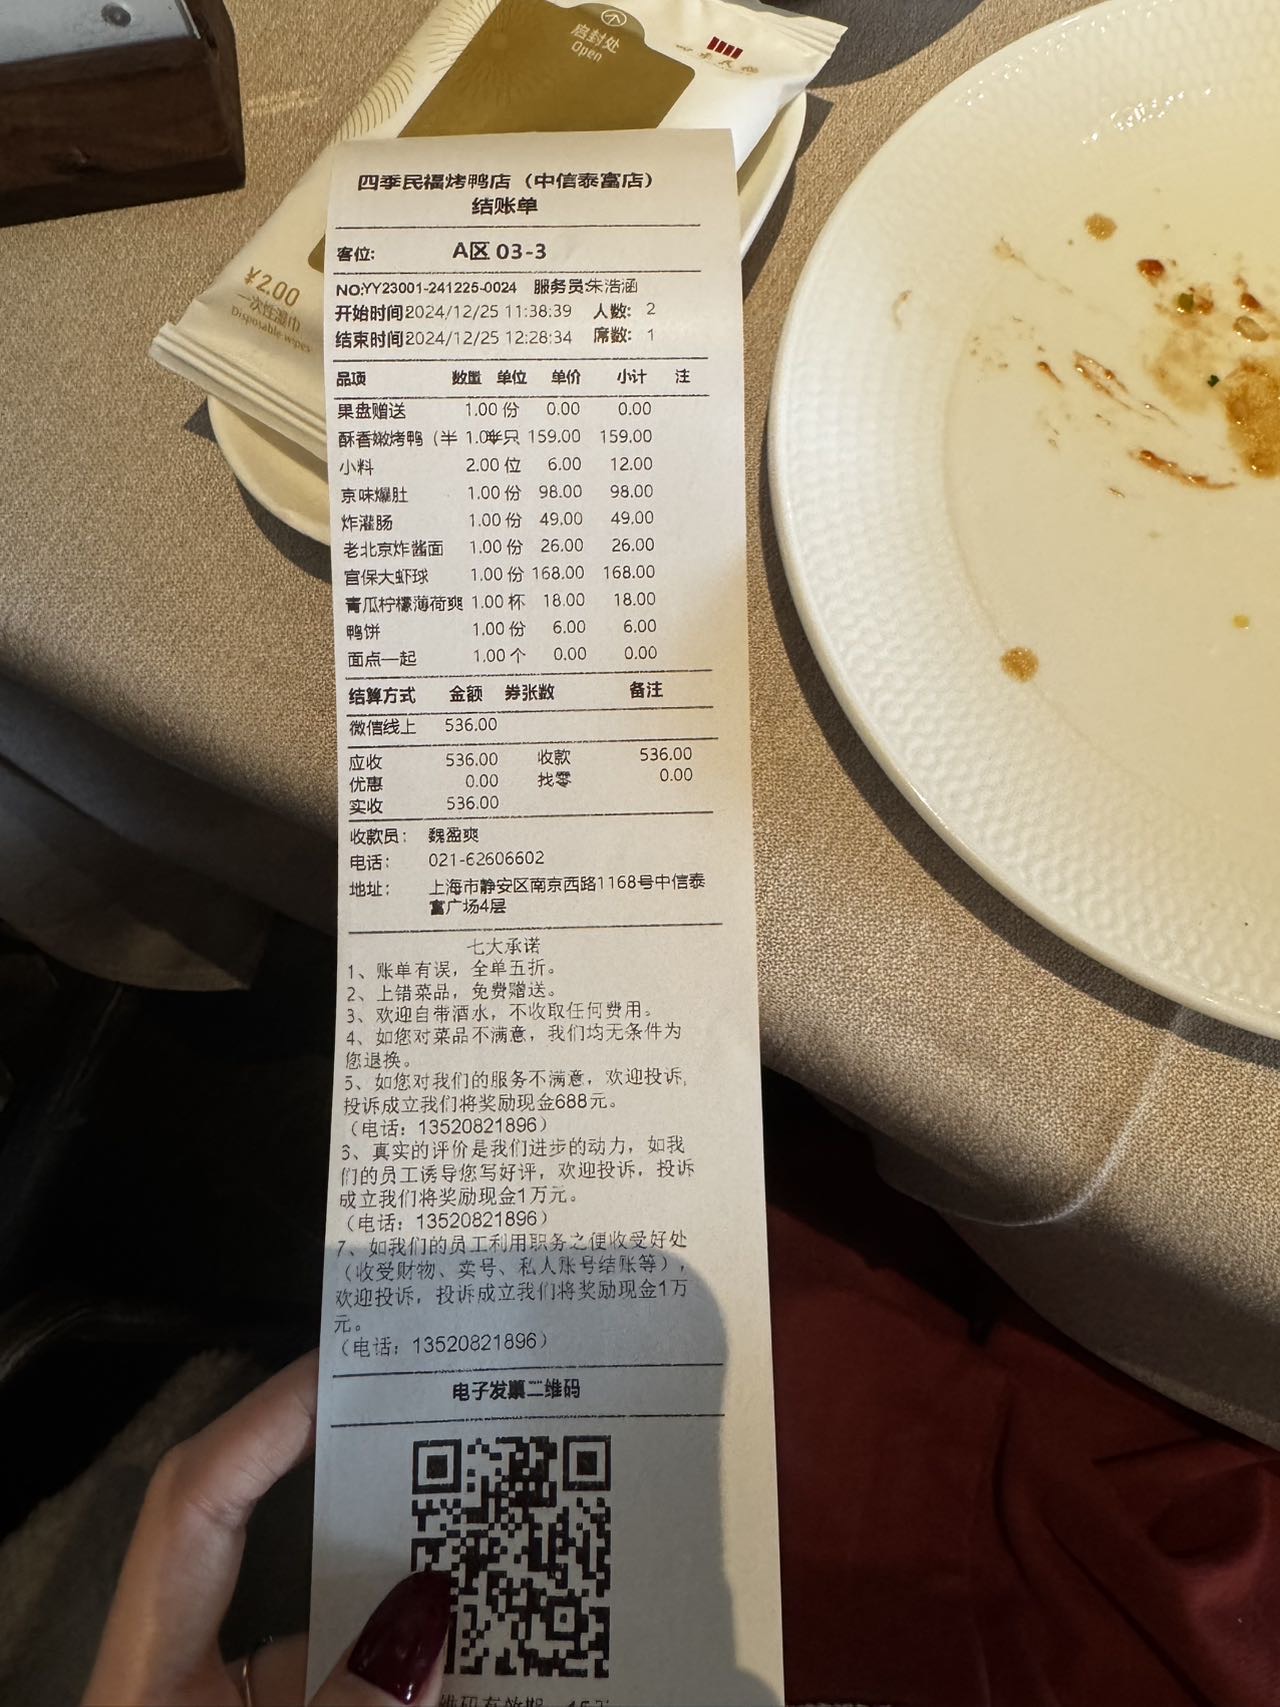 启封处
Open
四季民福
¥2.00
一次性湿巾
Disposable wipes
四季民福烤鸭店（中信泰富店）
结账单
客位: A区 03-3
NO:YY23001-241225-0024 服务员:朱浩涵
开始时间2024/12/25 11:38:39 人数: 2
结束时间2024/12/25 12:28:34 席数: 1
品项 数量 单位 单价 小计 注
果盘赠送 1.00 份 0.00 0.00
酥香嫩烤鸭（半 1.00 半只 159.00 159.00
小料 2.00 位 6.00 12.00
京味爆肚 1.00 份 98.00 98.00
炸灌肠 1.00 份 49.00 49.00
老北京炸酱面 1.00 份 26.00 26.00
宫保大虾球 1.00 份 168.00 168.00
青瓜柠檬薄荷爽 1.00 杯 18.00 18.00
鸭饼 1.00 份 6.00 6.00
面点一起 1.00 个 0.00 0.00
结算方式 金额 券张数 备注
微信线上 536.00
应收 536.00 收款 536.00
优惠 0.00 找零 0.00
实收 536.00
收款员: 魏盈爽
电话: 021-62606602
地址: 上海市静安区南京西路1168号中信泰
富广场4层
七大承诺
1、账单有误，全单五折。
2、上错菜品，免费赠送。
3、欢迎自带酒水，不收取任何费用。
4、如您对菜品不满意，我们均无条件为
您退换。
5、如您对我们的服务不满意，欢迎投诉，
投诉成立我们将奖励现金688元。
（电话：13520821896）
6、真实的评价是我们进步的动力，如我
们的员工诱导您写好评，欢迎投诉，投诉
成立我们将奖励现金1万元。
（电话：13520821896）
7、如我们的员工利用职务之便收受好处
（收受财物、卖号、私人账号结账等），
欢迎投诉，投诉成立我们将奖励现金1万
元。
（电话：13520821896）
电子发票二维码